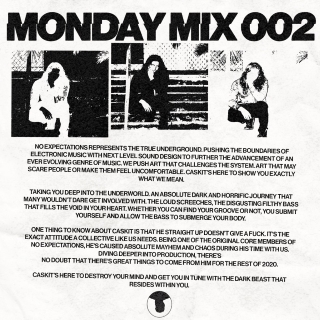 MONDAY MIX 002
NO EXPECTATIONS REPRESENTS THE TRUE UNDERGROUND. PUSHING THE BOUNDARIES OF
ELECTRONIC MUSIC WITH NEXT LEVEL SOUND DESIGN TO FURTHER THE ADVANCEMENT OF AN
EVER EVOLVING GENRE OF MUSIC. WE PUSH ART THAT CHALLENGES THE SYSTEM. ART THAT MAY
SCARE PEOPLE OR MAKE THEM FEEL UNCOMFORTABLE. CASKIT'S HERE TO SHOW YOU EXACTLY
WHAT WE MEAN.
TAKING YOU DEEP INTO THE UNDERWORLD. AN ABSOLUTE DARK AND HORRIFIC JOURNEY THAT
MANY WOULDN'T DARE GET INVOLVED WITH. THE LOUD SCREECHES, THE DISGUSTING FILTHY BASS
THAT FILLS THE VOID IN YOUR HEART. WHETHER YOU CAN FIND YOUR GROOVE OR NOT, YOU SUBMIT
YOURSELF AND ALLOW THE BASS TO SUBMERGE YOUR BODY.
ONE THING TO KNOW ABOUT CASKIT IS THAT HE STRAIGHT UP DOESN'T GIVE A FUCK. IT'S THE
EXACT ATTITUDE A COLLECTIVE LIKE US NEEDS. BEING ONE OF THE ORIGINAL CORE MEMBERS OF
NO EXPECTATIONS, HE'S CAUSED ABSOLUTE MAYHEM AND CHAOS DURING HIS TIME WITH US.
DIVING DEEPER INTO PRODUCTION, THERE'S
NO DOUBT THAT THERE'S GREAT THINGS TO COME FROM HIM FOR THE REST OF 2020.
CASKIT'S HERE TO DESTROY YOUR MIND AND GET YOU IN TUNE WITH THE DARK BEAST THAT
RESIDES WITHIN YOU.